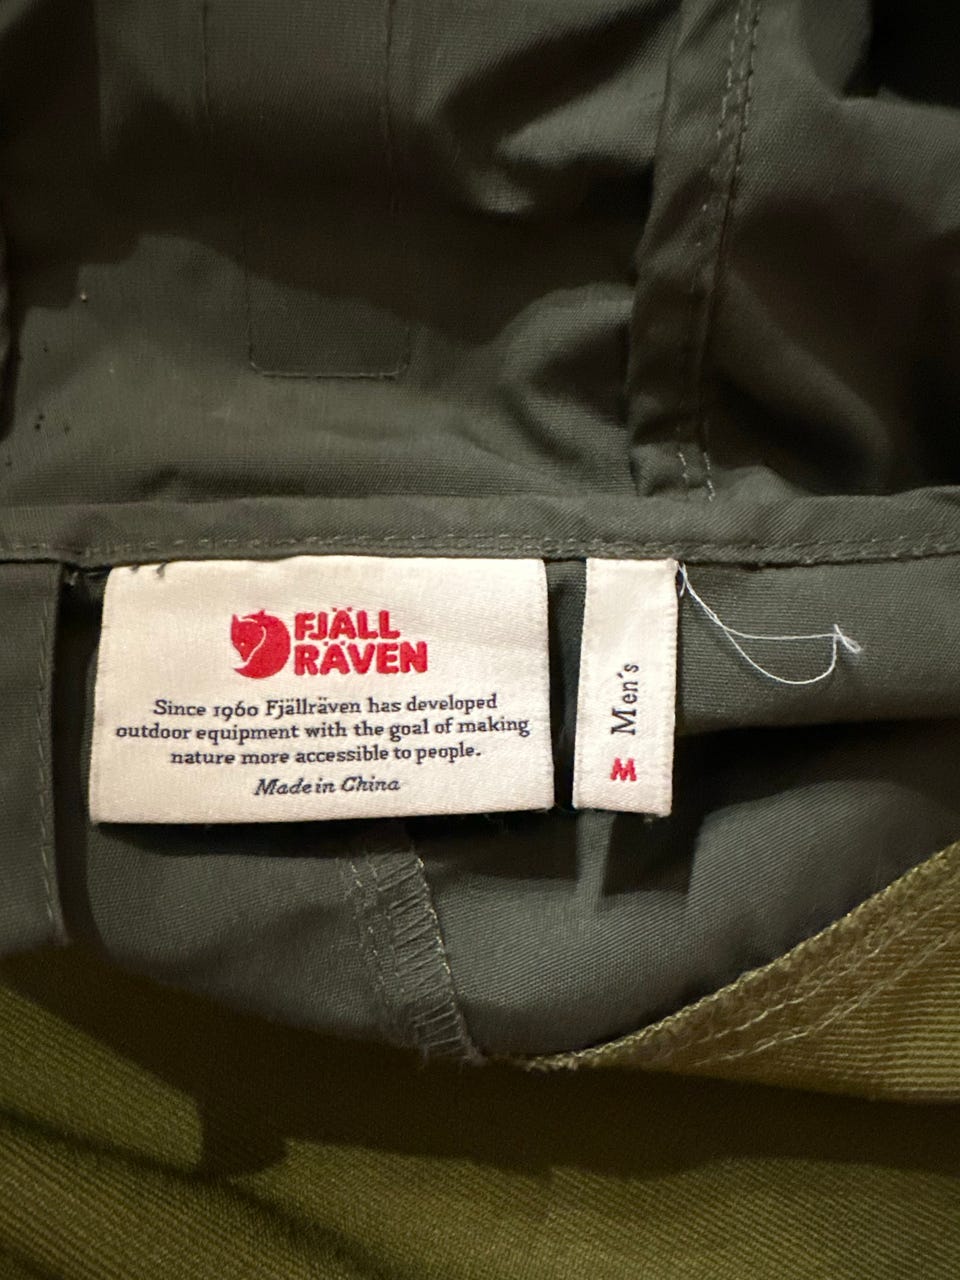 FJÄLL
RÄVEN
Since 1960 Fjällräven has developed
outdoor equipment with the goal of making
nature more accessible to people.
Made in China
Men's
M